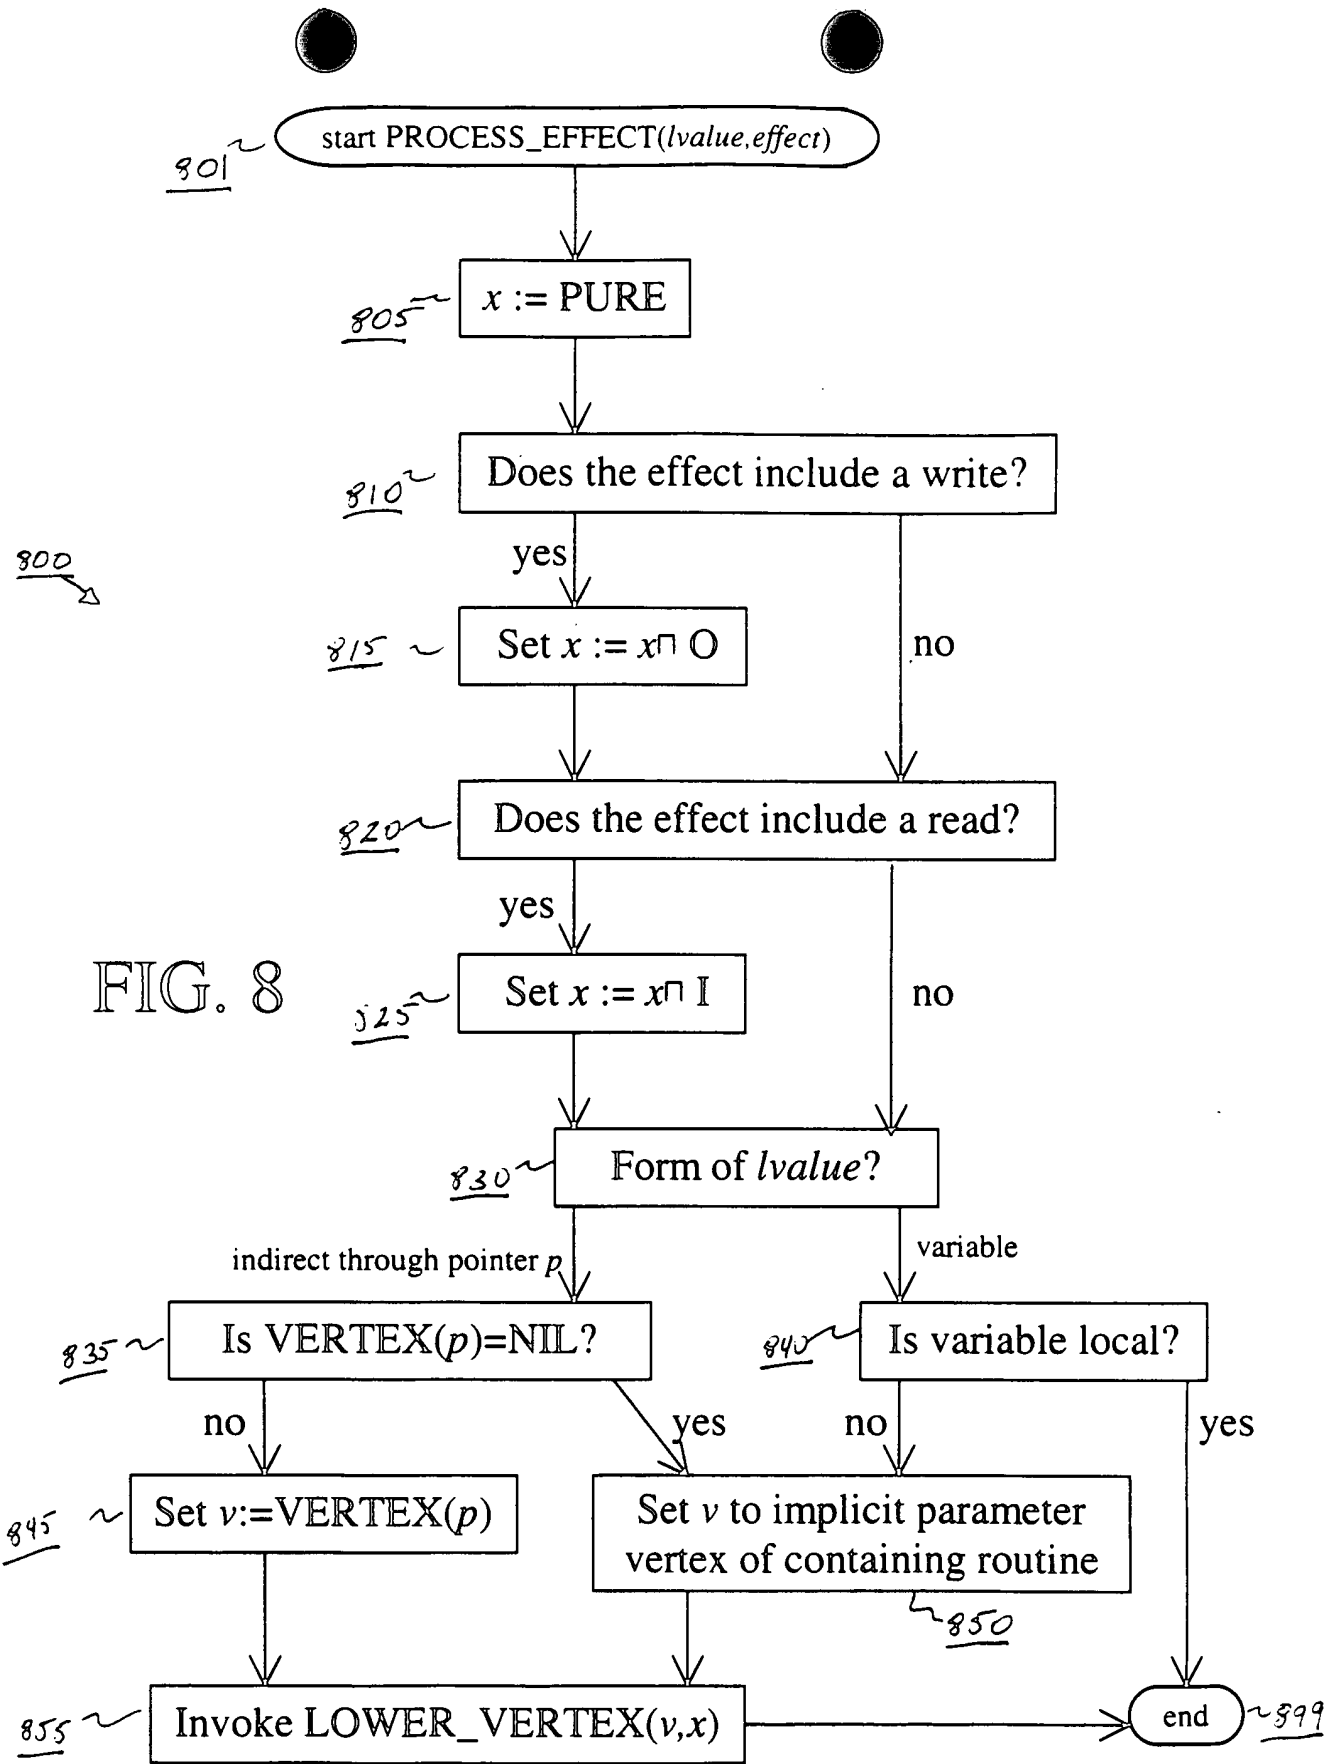 start PROCESS_EFFECT(lvalue,effect)
801
x := PURE
805
Does the effect include a write?
810
800
yes
no
Set x := x⊓ O
815
Does the effect include a read?
820
yes
no
FIG. 8
Set x := x⊓ I
825
Form of lvalue?
830
indirect through pointer p
variable
Is VERTEX(p)=NIL?
835
Is variable local?
840
no
yes
no
yes
Set v:=VERTEX(p)
845
Set v to implicit parameter
vertex of containing routine
850
Invoke LOWER_VERTEX(v,x)
855
end
899